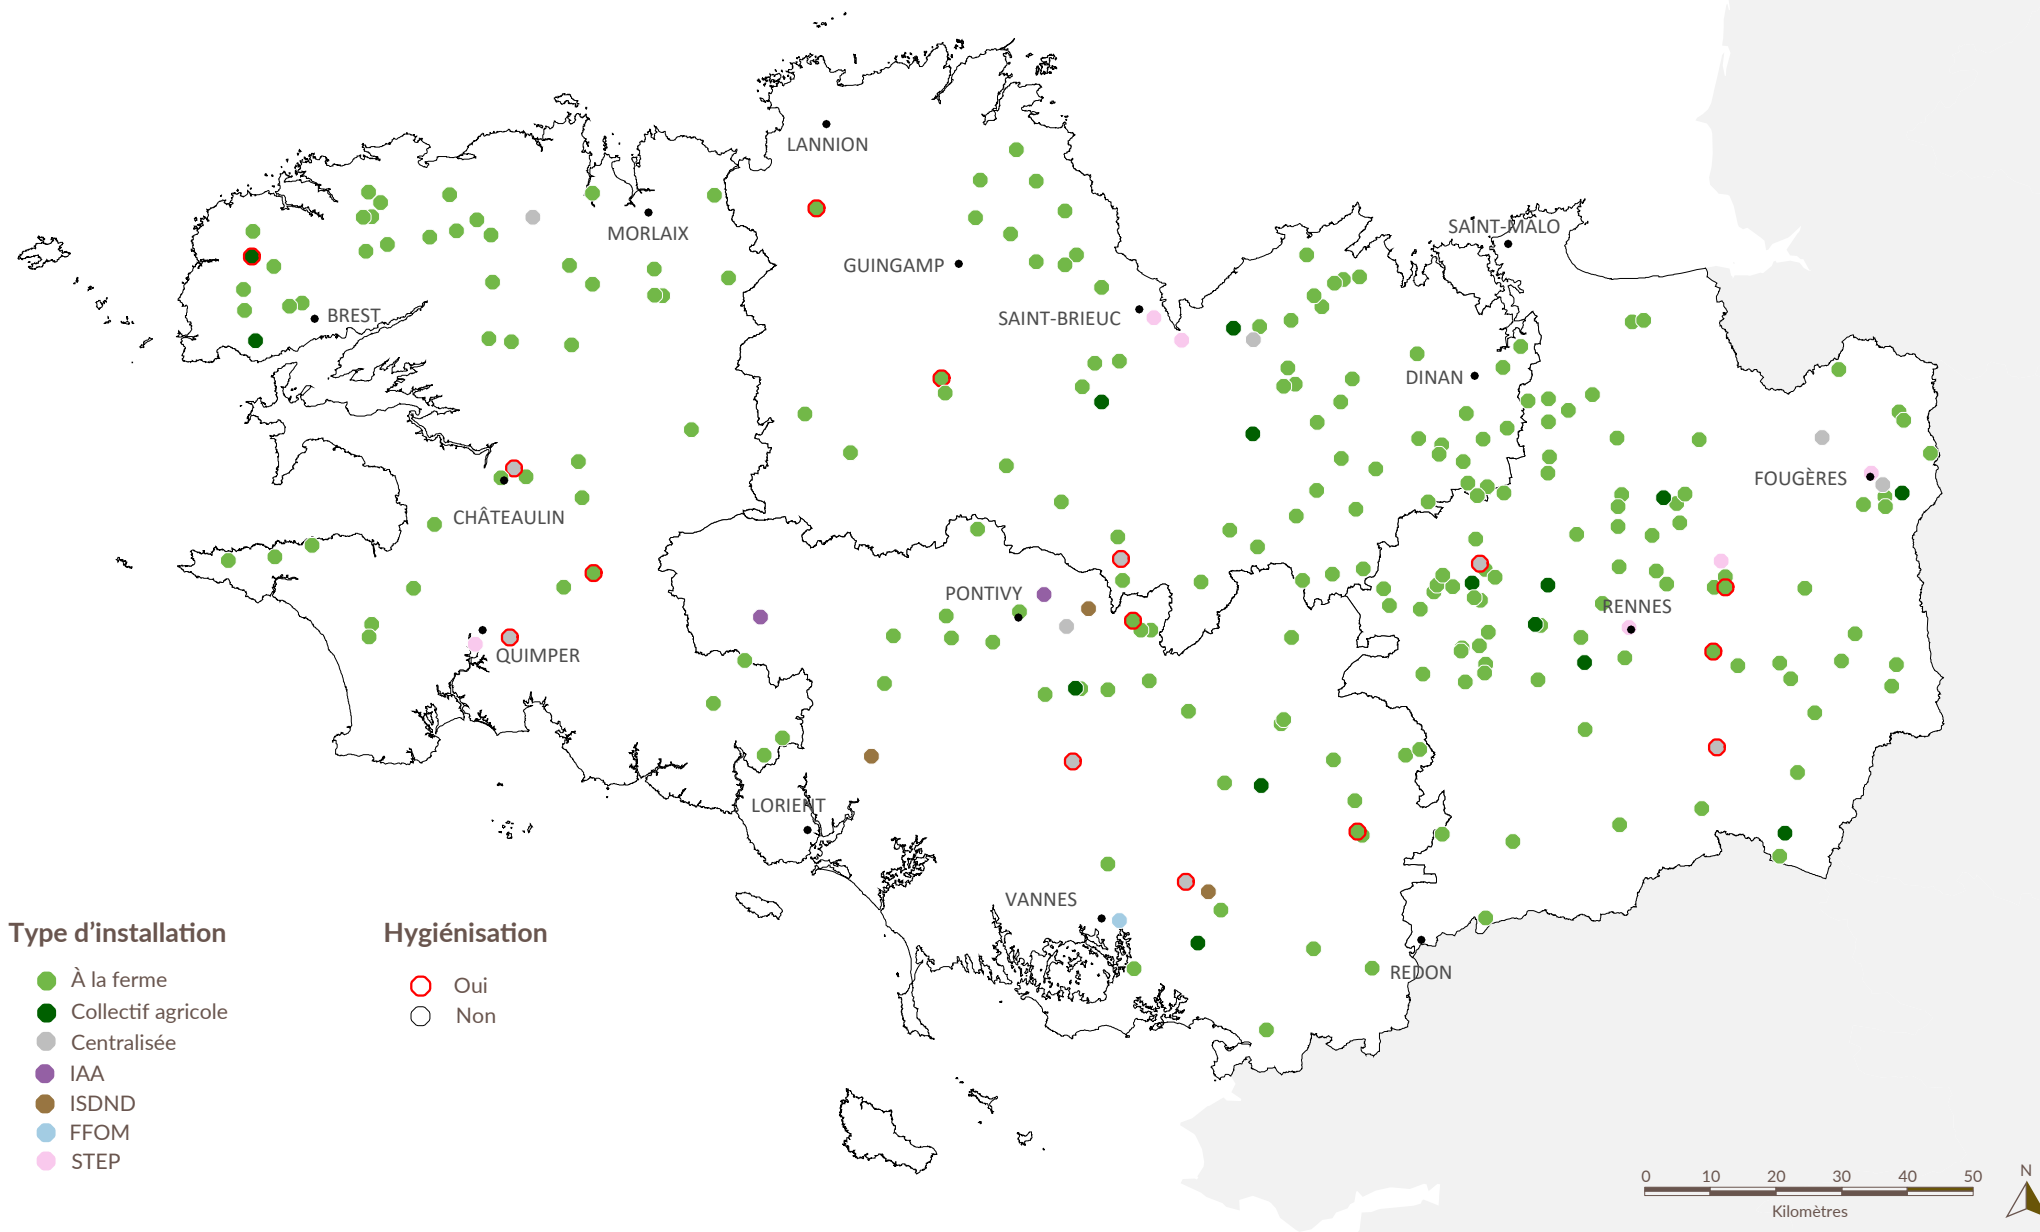 LANNION
SAINT-MALO
MORLAIX
GUINGAMP
BREST
SAINT-BRIEUC
DINAN
FOUGÈRES
CHÂTEAULIN
PONTIVY
RENNES
QUIMPER
LORIENT
VANNES
REDON
Type d'installation
À la ferme
Collectif agricole
Centralisée
IAA
ISDND
FFOM
STEP
Hygiénisation
Oui
Non
0 10 20 30 40 50
Kilomètres
N